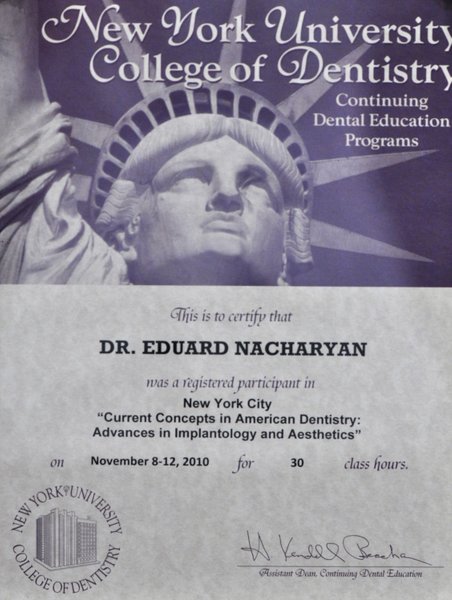 New York University
College of Dentistry
Continuing
Dental Education
Programs
This is to certify that
DR. EDUARD NACHARYAN
was a registered participant in
New York City
“Current Concepts in American Dentistry:
Advances in Implantology and Aesthetics”
on November 8-12, 2010 for 30 class hours.
NEW YORK UNIVERSITY
COLLEGE OF DENTISTRY
Assistant Dean, Continuing Dental Education